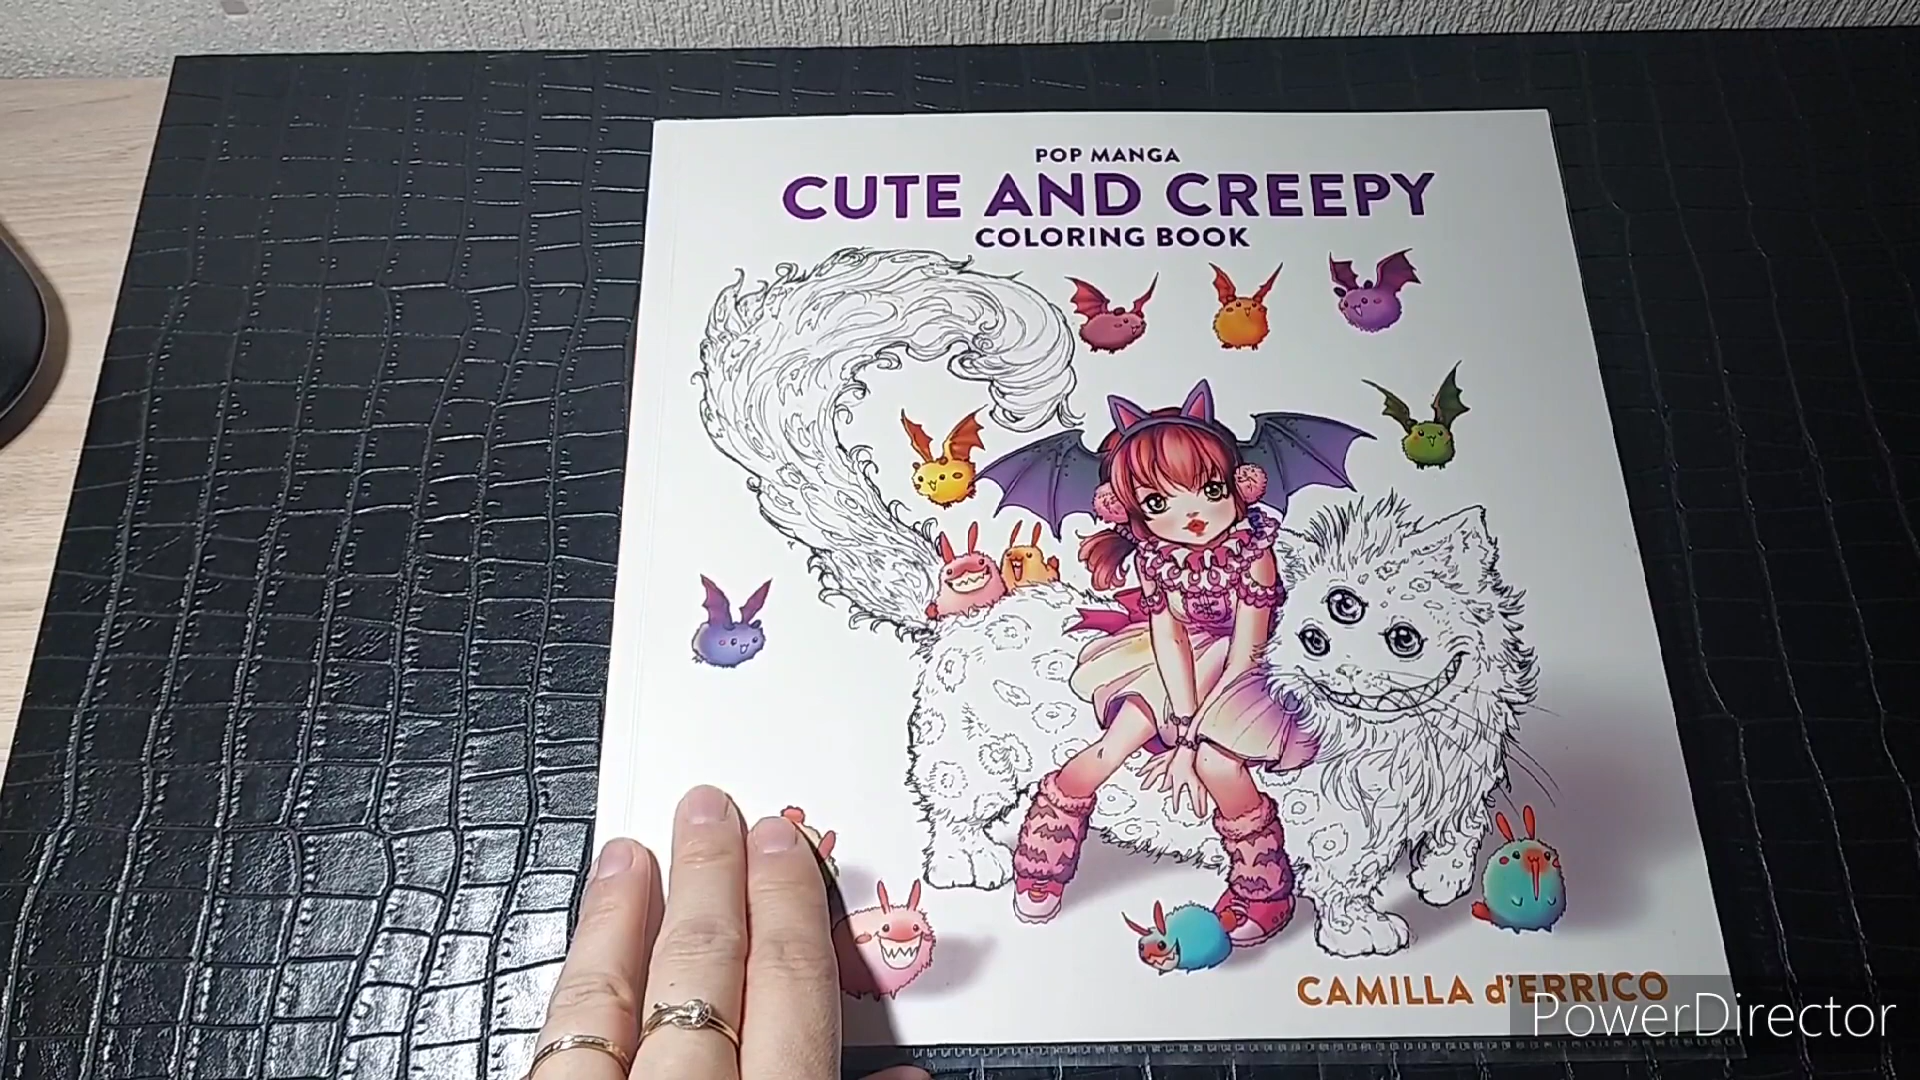 POP MANGA
CUTE AND CREEPY
COLORING BOOK
CAMILLA d'ERRICO
PowerDirector